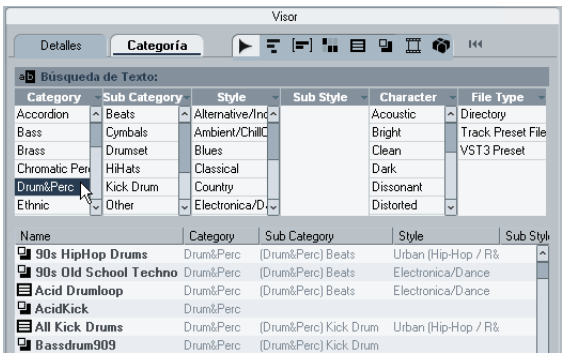 Visor
Detalles Categoría
ab Búsqueda de Texto:
Category Sub Category Style Sub Style Character File Type
Accordion Beats Alternative/Ind Acoustic Directory
Bass Cymbals Ambient/ChillO Bright Track Preset File
Brass Drumset Blues Clean VST3 Preset
Chromatic Perc HiHats Classical Dark
Drum&Perc Kick Drum Country Dissonant
Ethnic Other Electronica/D Distorted
Name Category Sub Category Style Sub Style
90s HipHop Drums Drum&Perc (Drum&Perc) Beats Urban (Hip-Hop / R&
90s Old School Techno Drum&Perc (Drum&Perc) Beats Electronica/Dance
Acid Drumloop Drum&Perc (Drum&Perc) Beats Electronica/Dance
AcidKick Drum&Perc
All Kick Drums Drum&Perc (Drum&Perc) Kick Drum Urban (Hip-Hop / R&
Bassdrum909 Drum&Perc (Drum&Perc) Kick Drum